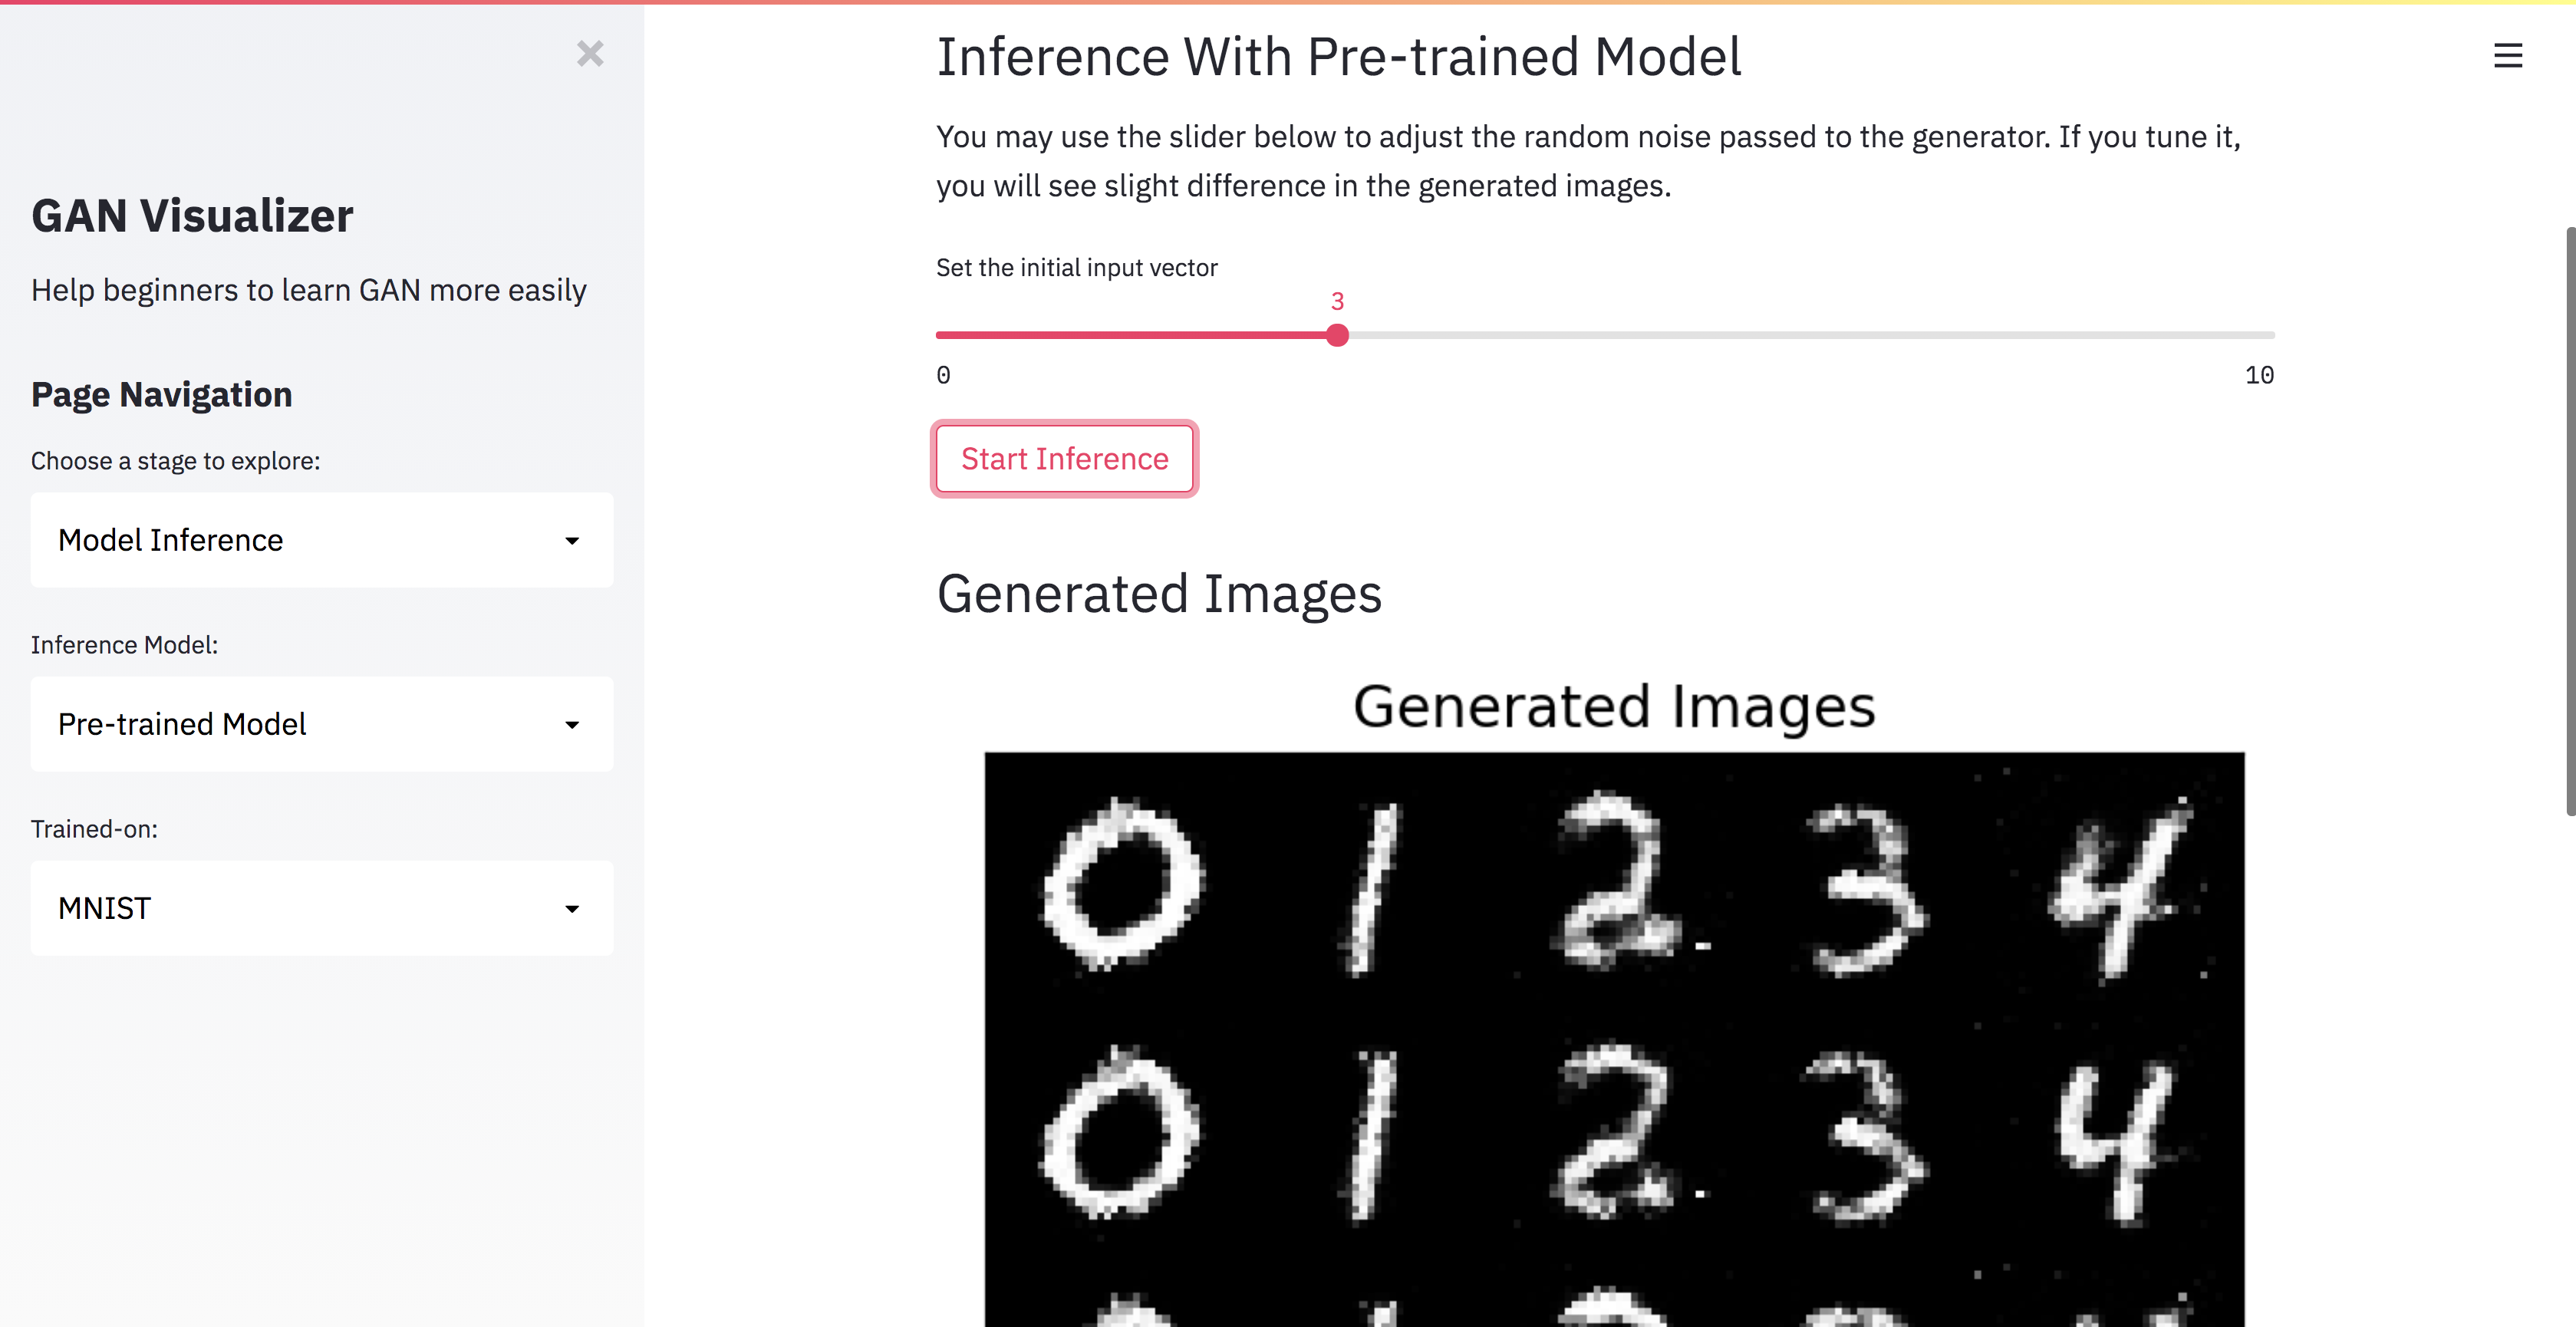 GAN Visualizer
Help beginners to learn GAN more easily
Page Navigation
Choose a stage to explore:
Model Inference
Inference Model:
Pre-trained Model
Trained-on:
MNIST
Inference With Pre-trained Model
You may use the slider below to adjust the random noise passed to the generator. If you tune it,
you will see slight difference in the generated images.
Set the initial input vector
3
0 10
Start Inference
Generated Images
Generated Images
0 1 2 3 4
0 1 2 3 4